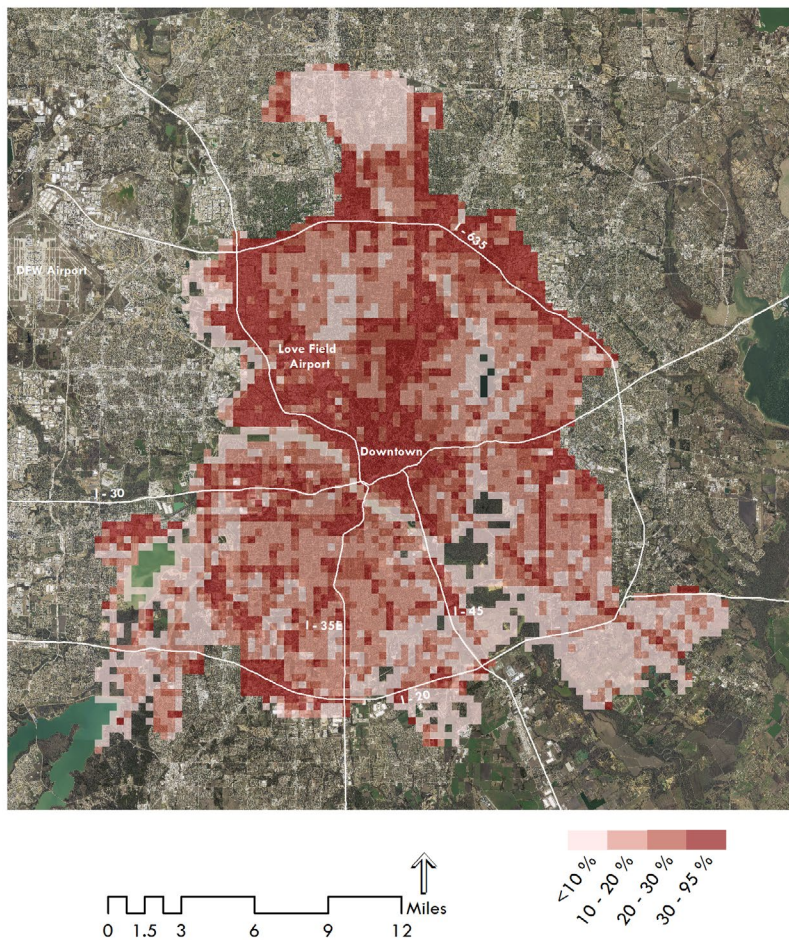 I - 635
DFW Airport
Love Field
Airport
Downtown
I - 30
I - 45
I - 35E
I - 20
<10 %
10 - 20 %
20 - 30 %
30 - 95 %
Miles
0 1.5 3 6 9 12